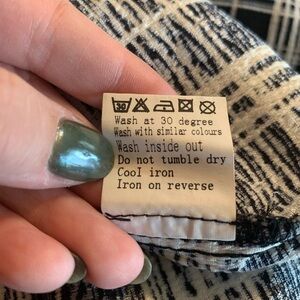 30
Wash at 30 degree
Wash with similar colours
Wash inside out
Do not tumble dry
Cool iron
Iron on reverse